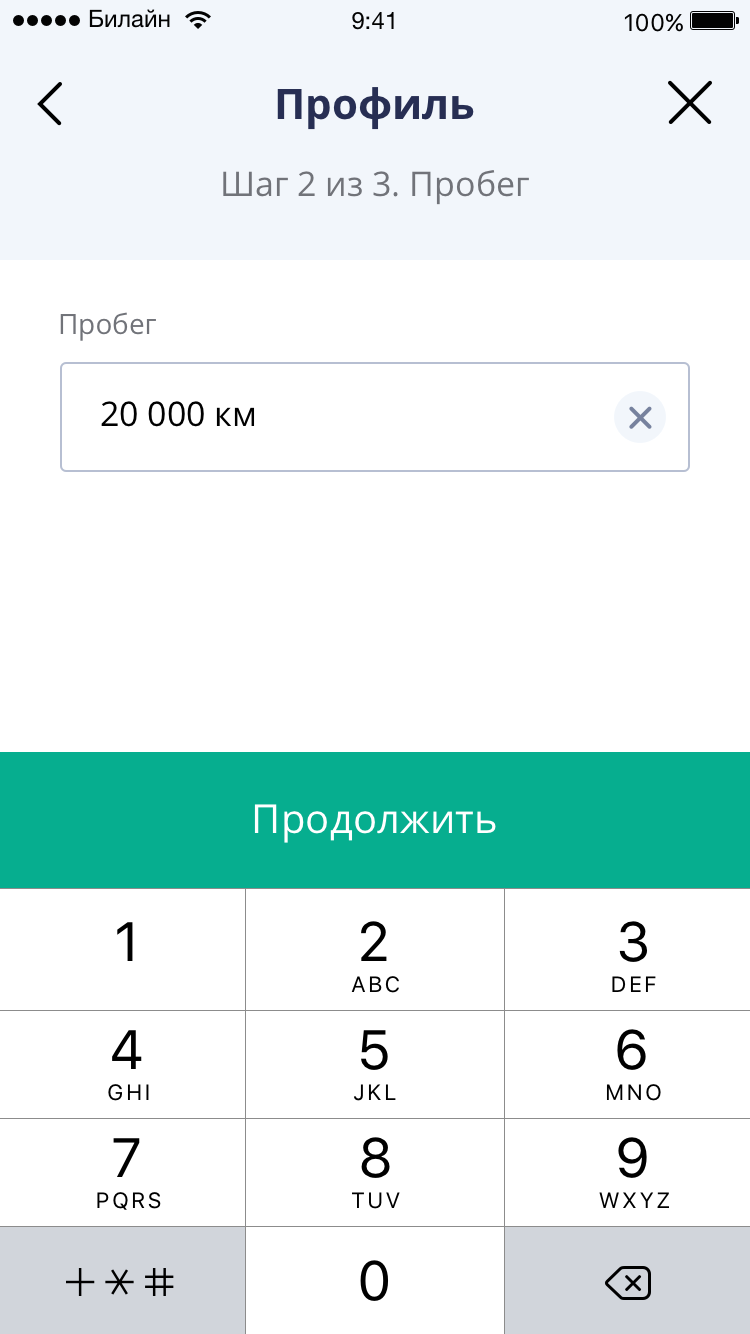 Билайн 9:41 100%
Профиль
Шаг 2 из 3. Пробег
Пробег
20 000 км
Продолжить
1 2 3
ABC DEF
4 5 6
GHI JKL MNO
7 8 9
PQRS TUV WXYZ
+ * # 0